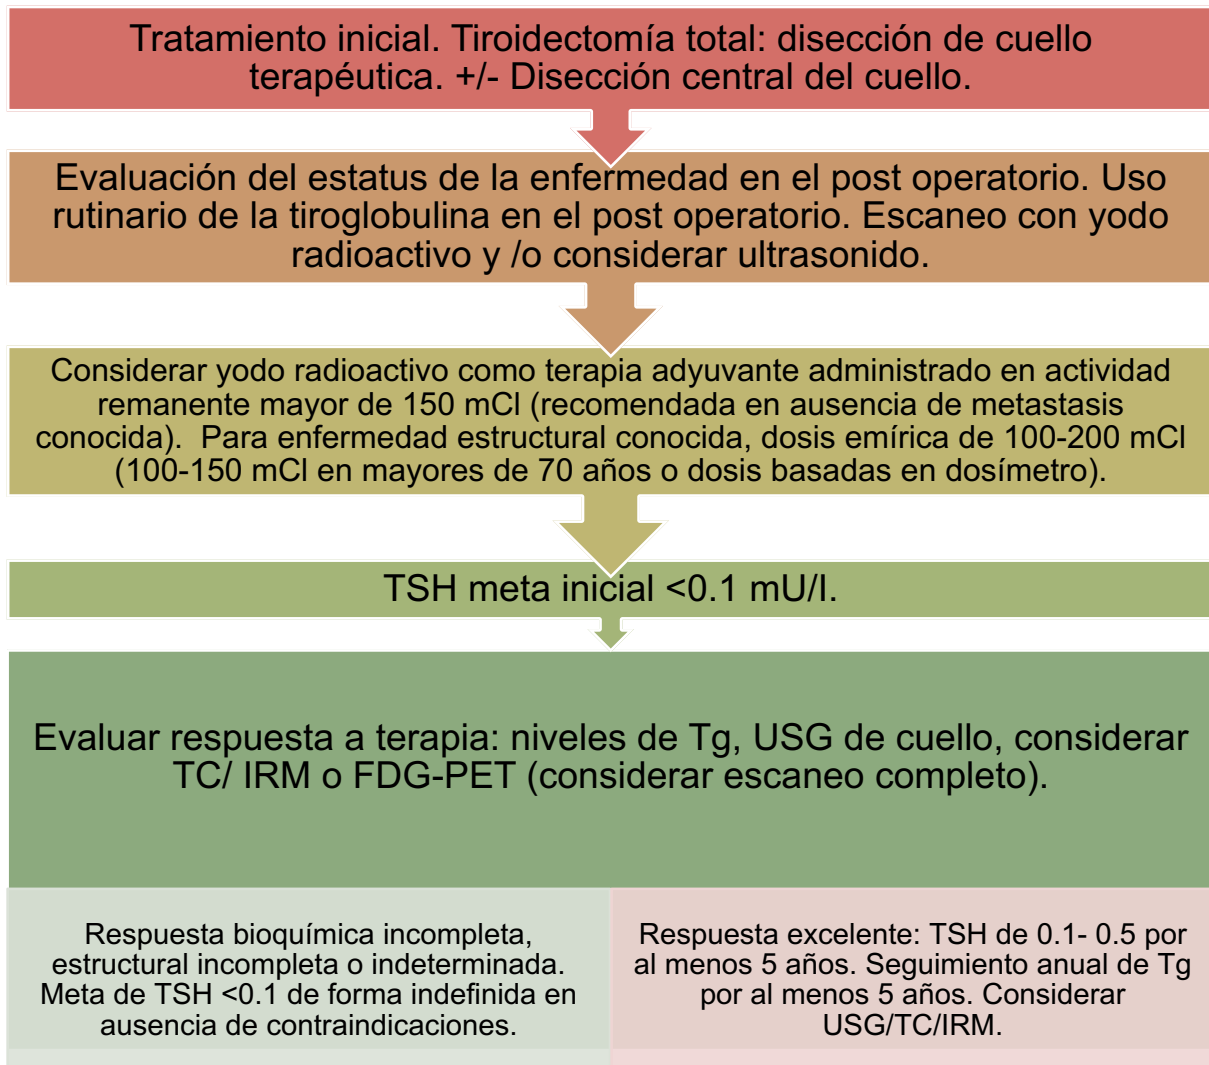 Tratamiento inicial. Tiroidectomía total: disección de cuello
terapéutica. +/- Disección central del cuello.
Evaluación del estatus de la enfermedad en el post operatorio. Uso
rutinario de la tiroglobulina en el post operatorio. Escaneo con yodo
radioactivo y /o considerar ultrasonido.
Considerar yodo radioactivo como terapia adyuvante administrado en actividad
remanente mayor de 150 mCl (recomendada en ausencia de metastasis
conocida). Para enfermedad estructural conocida, dosis emírica de 100-200 mCl
(100-150 mCl en mayores de 70 años o dosis basadas en dosímetro).
TSH meta inicial <0.1 mU/l.
Evaluar respuesta a terapia: niveles de Tg, USG de cuello, considerar
TC/ IRM o FDG-PET (considerar escaneo completo).
Respuesta bioquímica incompleta,
estructural incompleta o indeterminada.
Meta de TSH <0.1 de forma indefinida en
ausencia de contraindicaciones.
Respuesta excelente: TSH de 0.1- 0.5 por
al menos 5 años. Seguimiento anual de Tg
por al menos 5 años. Considerar
USG/TC/IRM.